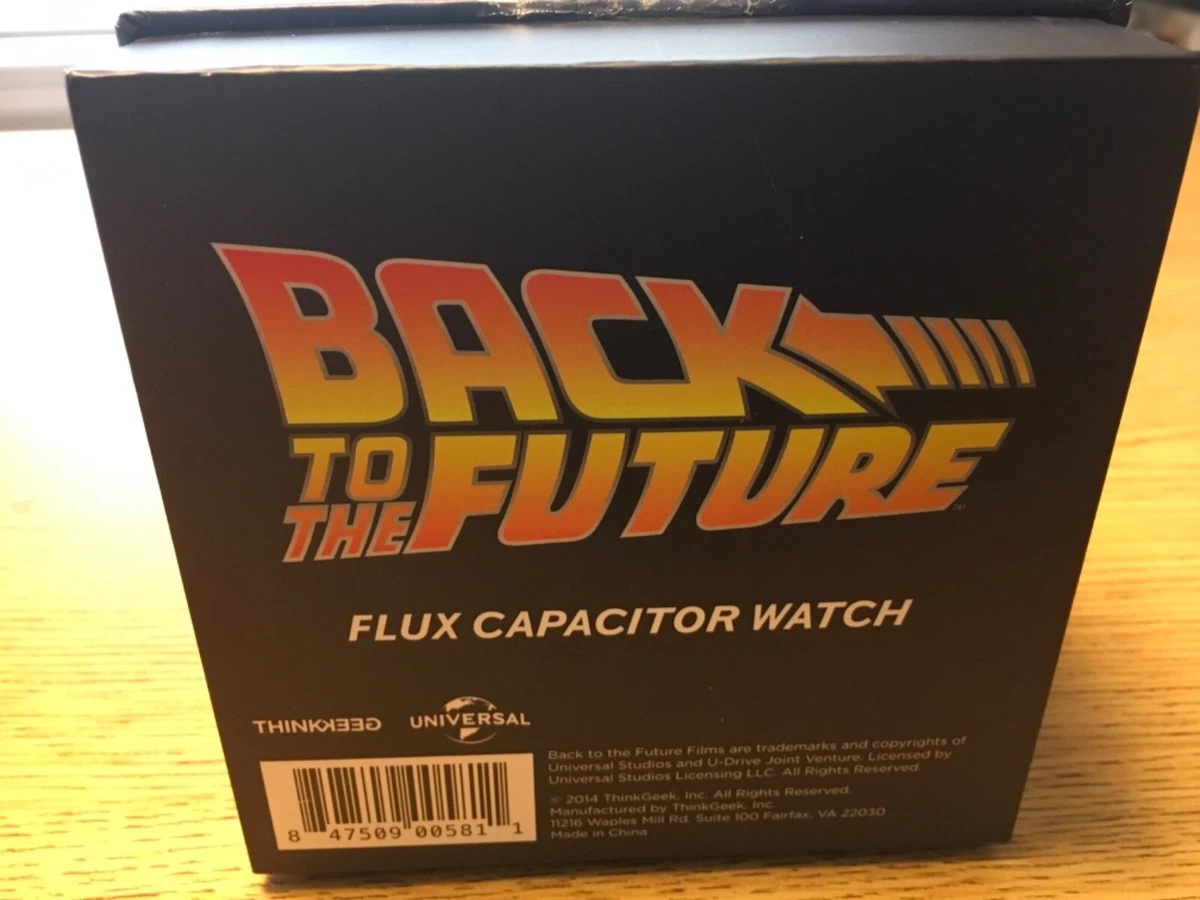 BACK
TO
THE FUTURE
™
FLUX CAPACITOR WATCH
THINKGEEK
UNIVERSAL
Back to the Future Films are trademarks and copyrights of
Universal Studios and U-Drive Joint Venture. Licensed by
Universal Studios Licensing LLC. All Rights Reserved.
© 2014 ThinkGeek, Inc. All Rights Reserved.
Manufactured by ThinkGeek, Inc.
11216 Waples Mill Rd. Suite 100 Fairfax, VA 22030
Made in China
8 47509 00581 1